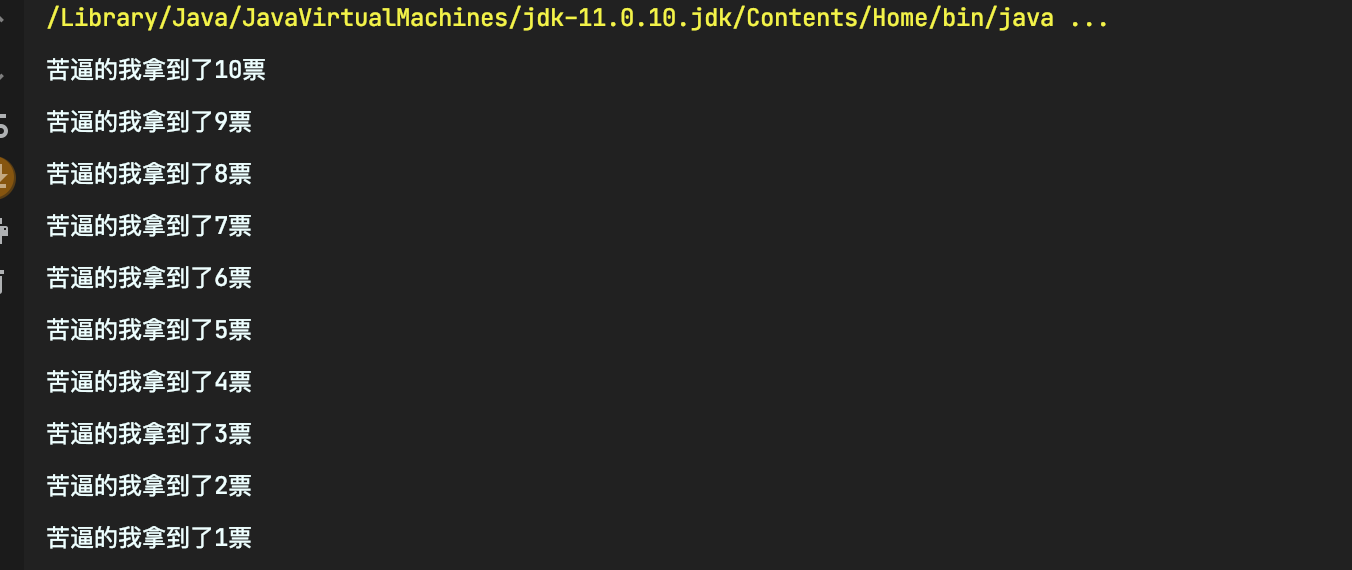 /Library/Java/JavaVirtualMachines/jdk-11.0.10.jdk/Contents/Home/bin/java ...
苦逼的我拿到了10票
苦逼的我拿到了9票
苦逼的我拿到了8票
苦逼的我拿到了7票
苦逼的我拿到了6票
苦逼的我拿到了5票
苦逼的我拿到了4票
苦逼的我拿到了3票
苦逼的我拿到了2票
苦逼的我拿到了1票